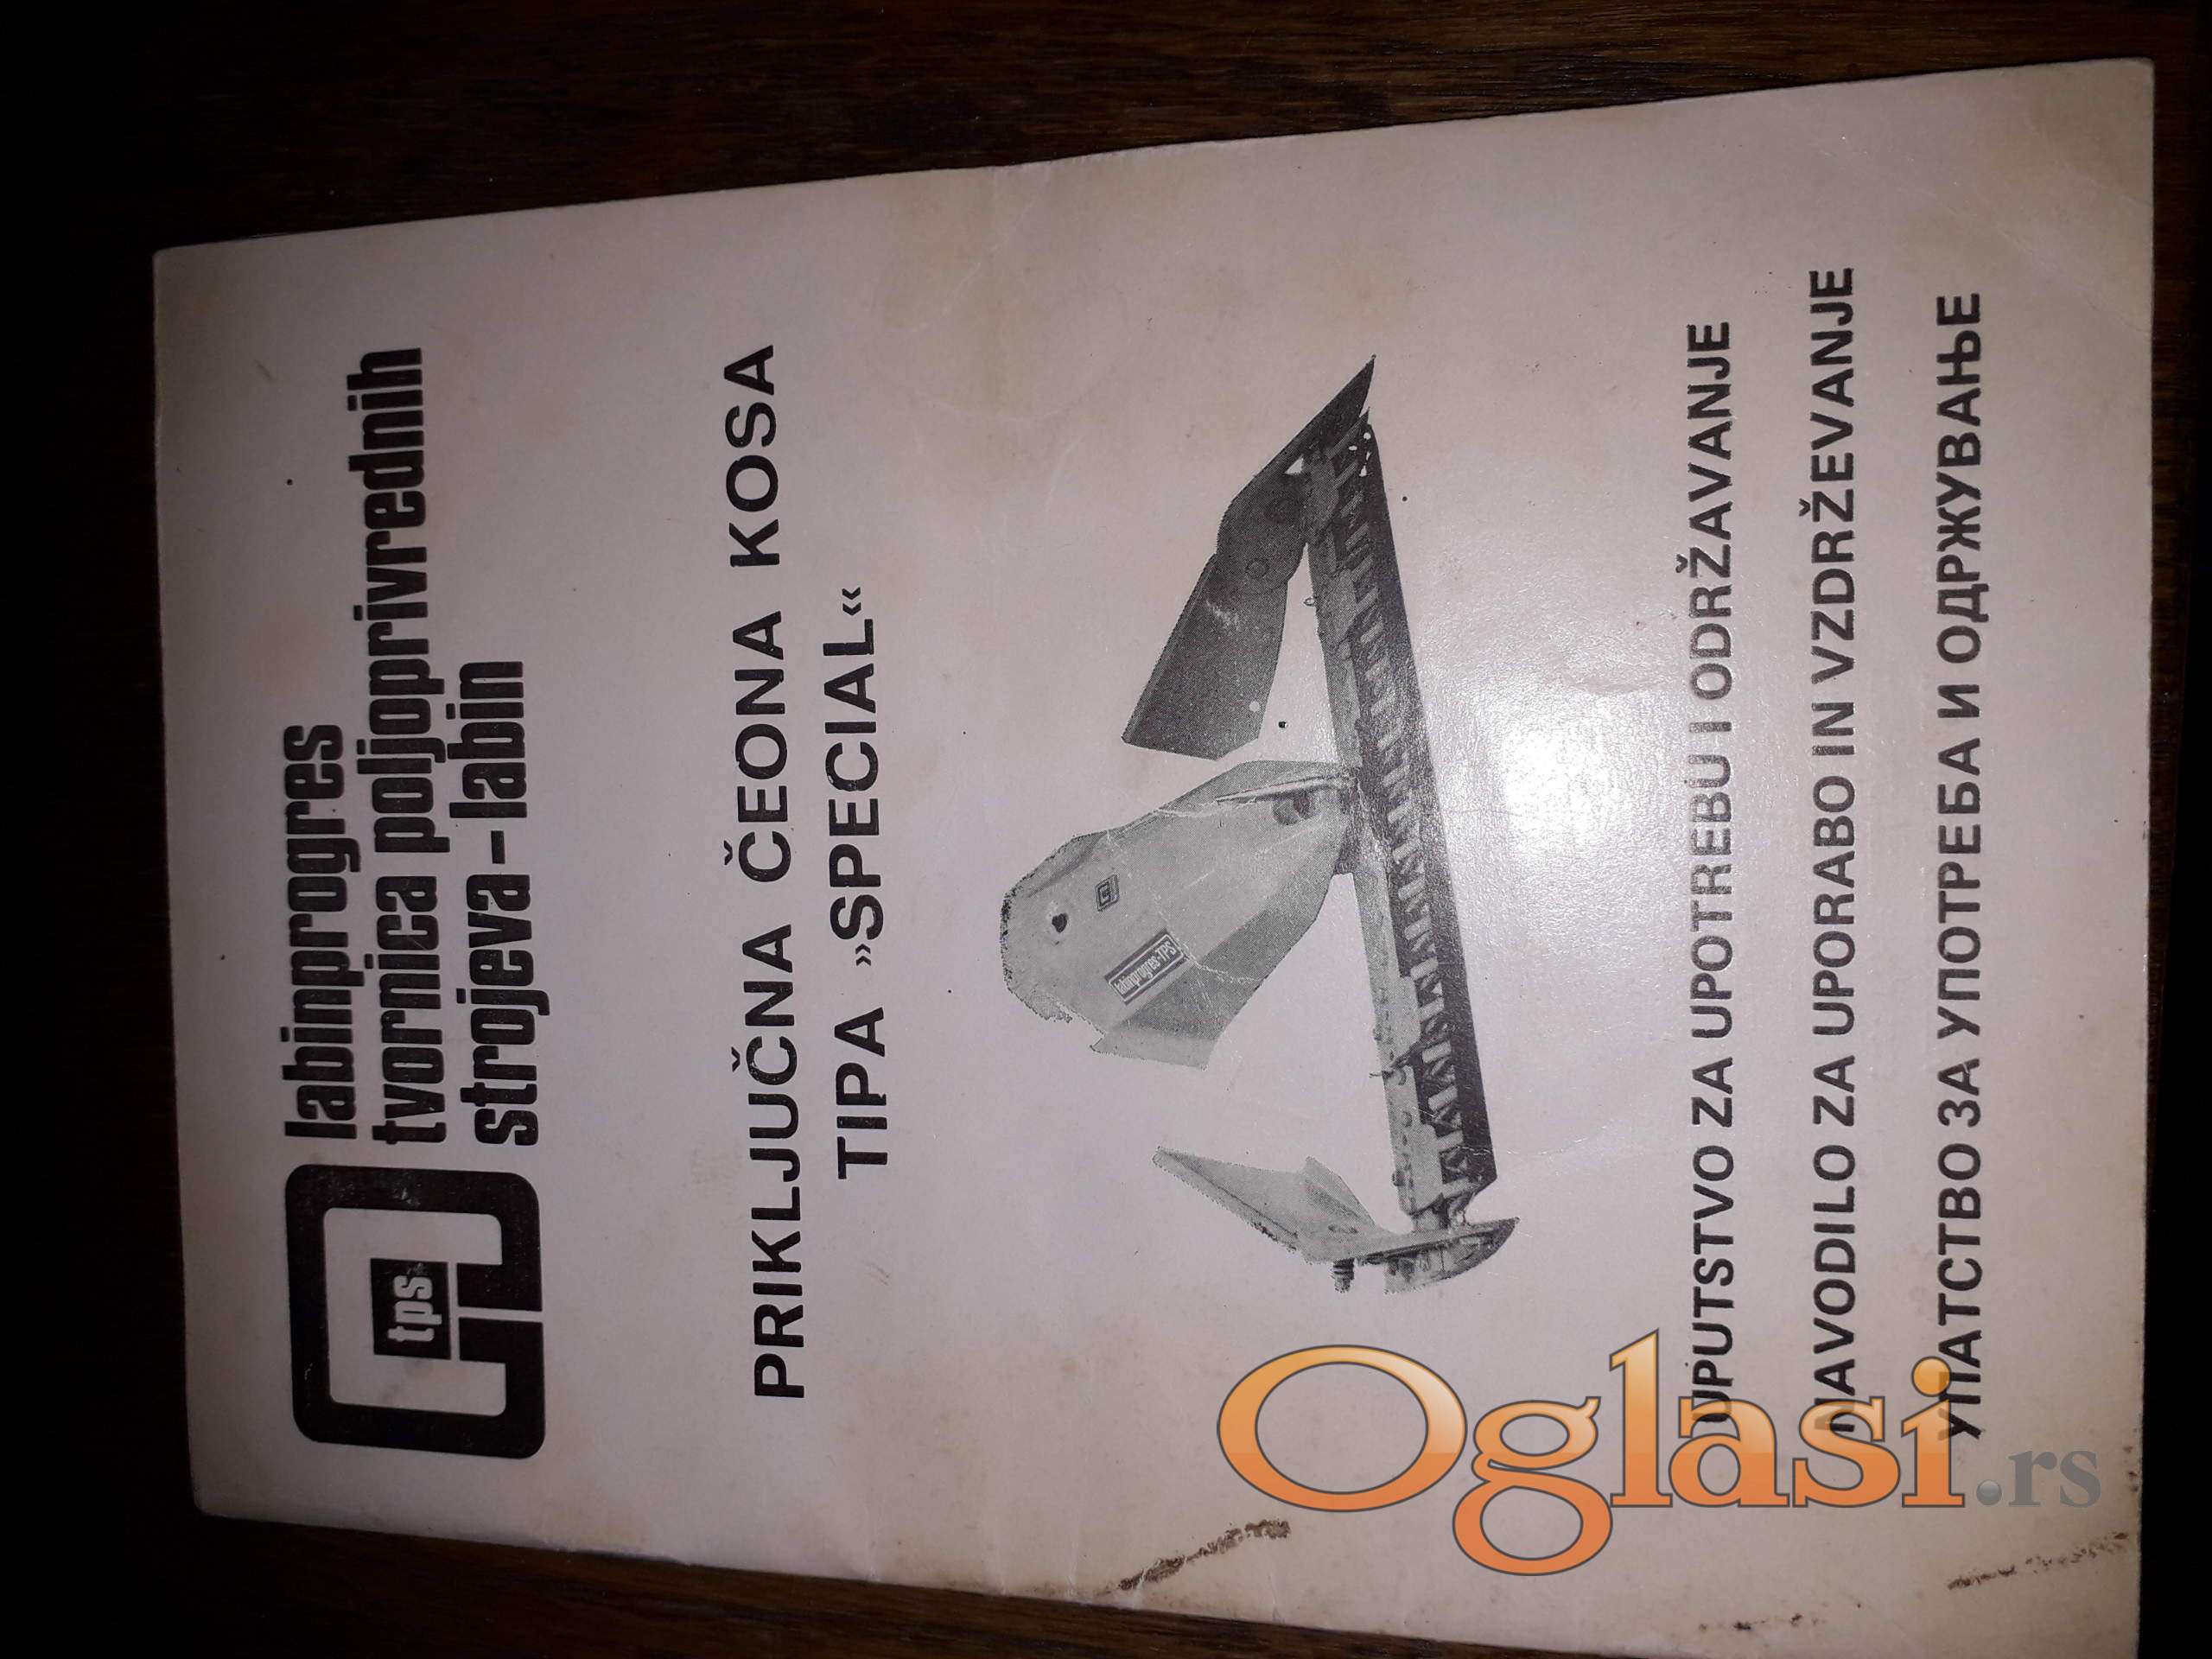 labinprogres
tvornica poljoprivrednih
strojeva-labin
tps
PRIKLJUČNA ČEONA KOSA
TIPA »SPECIAL«
labinprogres-TPS
UPUTSTVO ZA UPOTREBU I ODRŽAVANJE
NAVODILO ZA UPORABO IN VZDRŽEVANJE
УПАТСТВО ЗА УПОТРЕБА И ОДРЖУВАЊЕ
Oglasi.rs